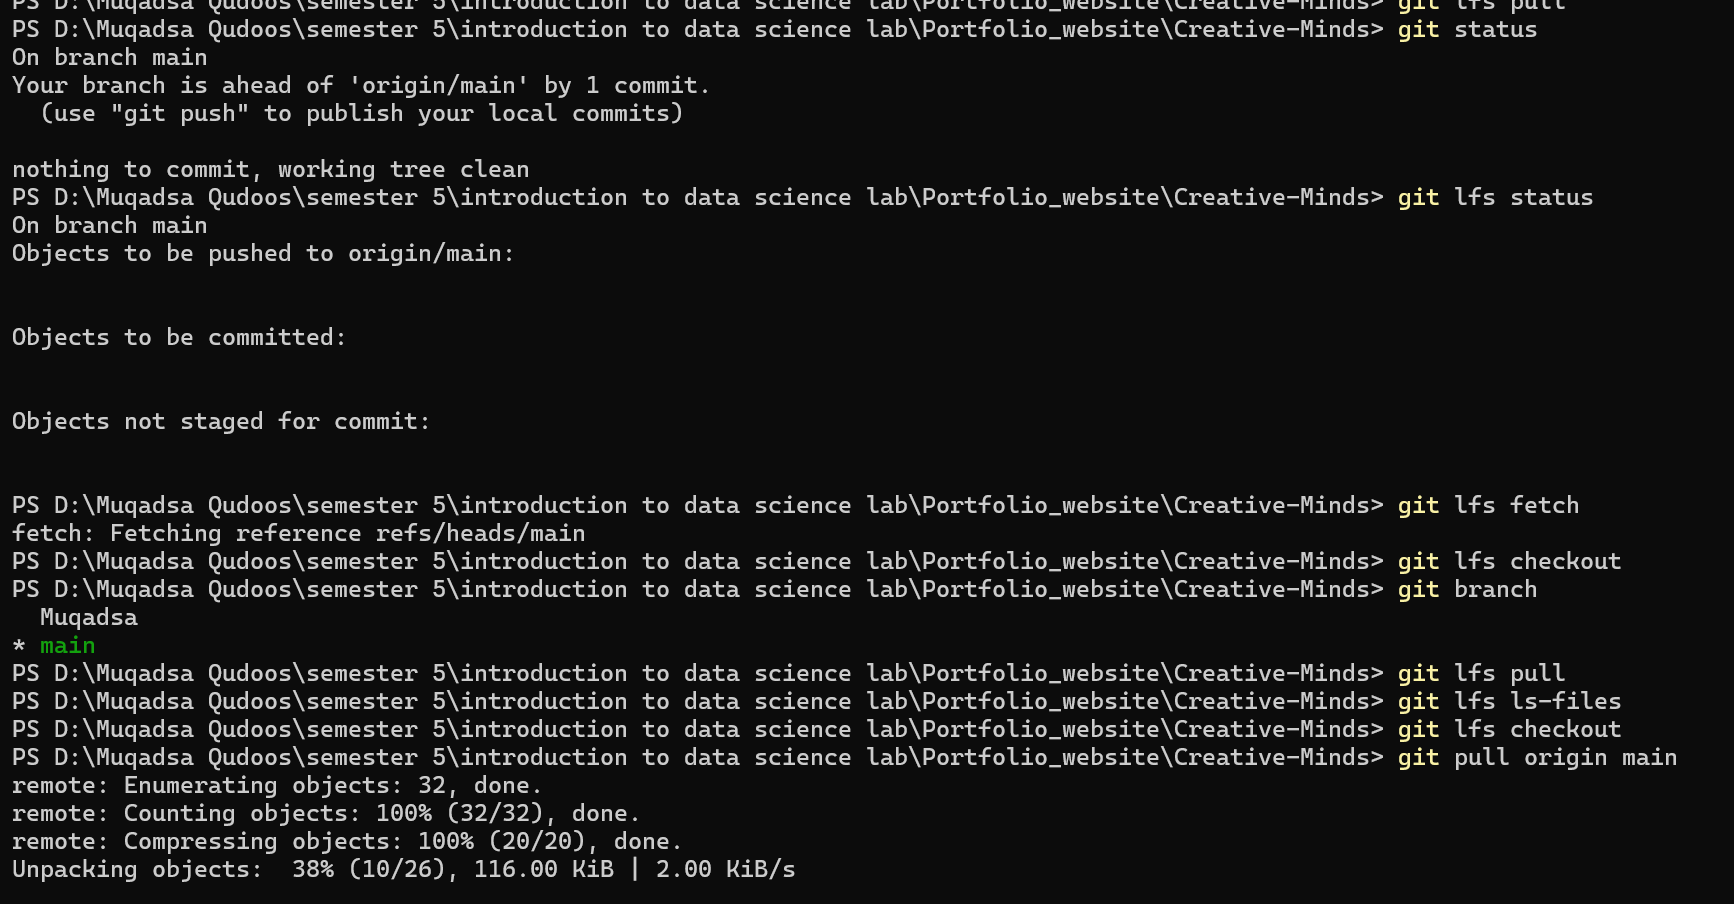 PS D:\Muqadsa Qudoos\semester 5\introduction to data science lab\Portfolio_website\Creative-Minds> git lfs pull
PS D:\Muqadsa Qudoos\semester 5\introduction to data science lab\Portfolio_website\Creative-Minds> git status
On branch main
Your branch is ahead of 'origin/main' by 1 commit.
  (use "git push" to publish your local commits)

nothing to commit, working tree clean
PS D:\Muqadsa Qudoos\semester 5\introduction to data science lab\Portfolio_website\Creative-Minds> git lfs status
On branch main
Objects to be pushed to origin/main:


Objects to be committed:


Objects not staged for commit:


PS D:\Muqadsa Qudoos\semester 5\introduction to data science lab\Portfolio_website\Creative-Minds> git lfs fetch
fetch: Fetching reference refs/heads/main
PS D:\Muqadsa Qudoos\semester 5\introduction to data science lab\Portfolio_website\Creative-Minds> git lfs checkout
PS D:\Muqadsa Qudoos\semester 5\introduction to data science lab\Portfolio_website\Creative-Minds> git branch
  Muqadsa
* main
PS D:\Muqadsa Qudoos\semester 5\introduction to data science lab\Portfolio_website\Creative-Minds> git lfs pull
PS D:\Muqadsa Qudoos\semester 5\introduction to data science lab\Portfolio_website\Creative-Minds> git lfs ls-files
PS D:\Muqadsa Qudoos\semester 5\introduction to data science lab\Portfolio_website\Creative-Minds> git lfs checkout
PS D:\Muqadsa Qudoos\semester 5\introduction to data science lab\Portfolio_website\Creative-Minds> git pull origin main
remote: Enumerating objects: 32, done.
remote: Counting objects: 100% (32/32), done.
remote: Compressing objects: 100% (20/20), done.
Unpacking objects:  38% (10/26), 116.00 KiB | 2.00 KiB/s